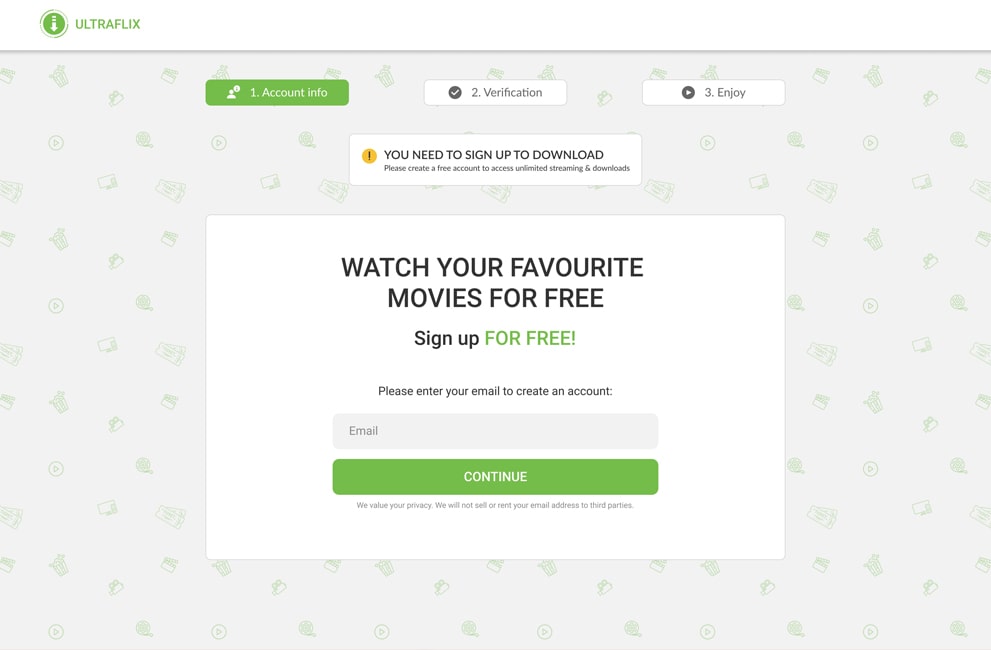 ULTRAFLIX
1. Account info
2. Verification
3. Enjoy
YOU NEED TO SIGN UP TO DOWNLOAD
Please create a free account to access unlimited streaming & downloads
WATCH YOUR FAVOURITE
MOVIES FOR FREE
Sign up FOR FREE!
Please enter your email to create an account:
Email
CONTINUE
We value your privacy. We will not sell or rent your email address to third parties.